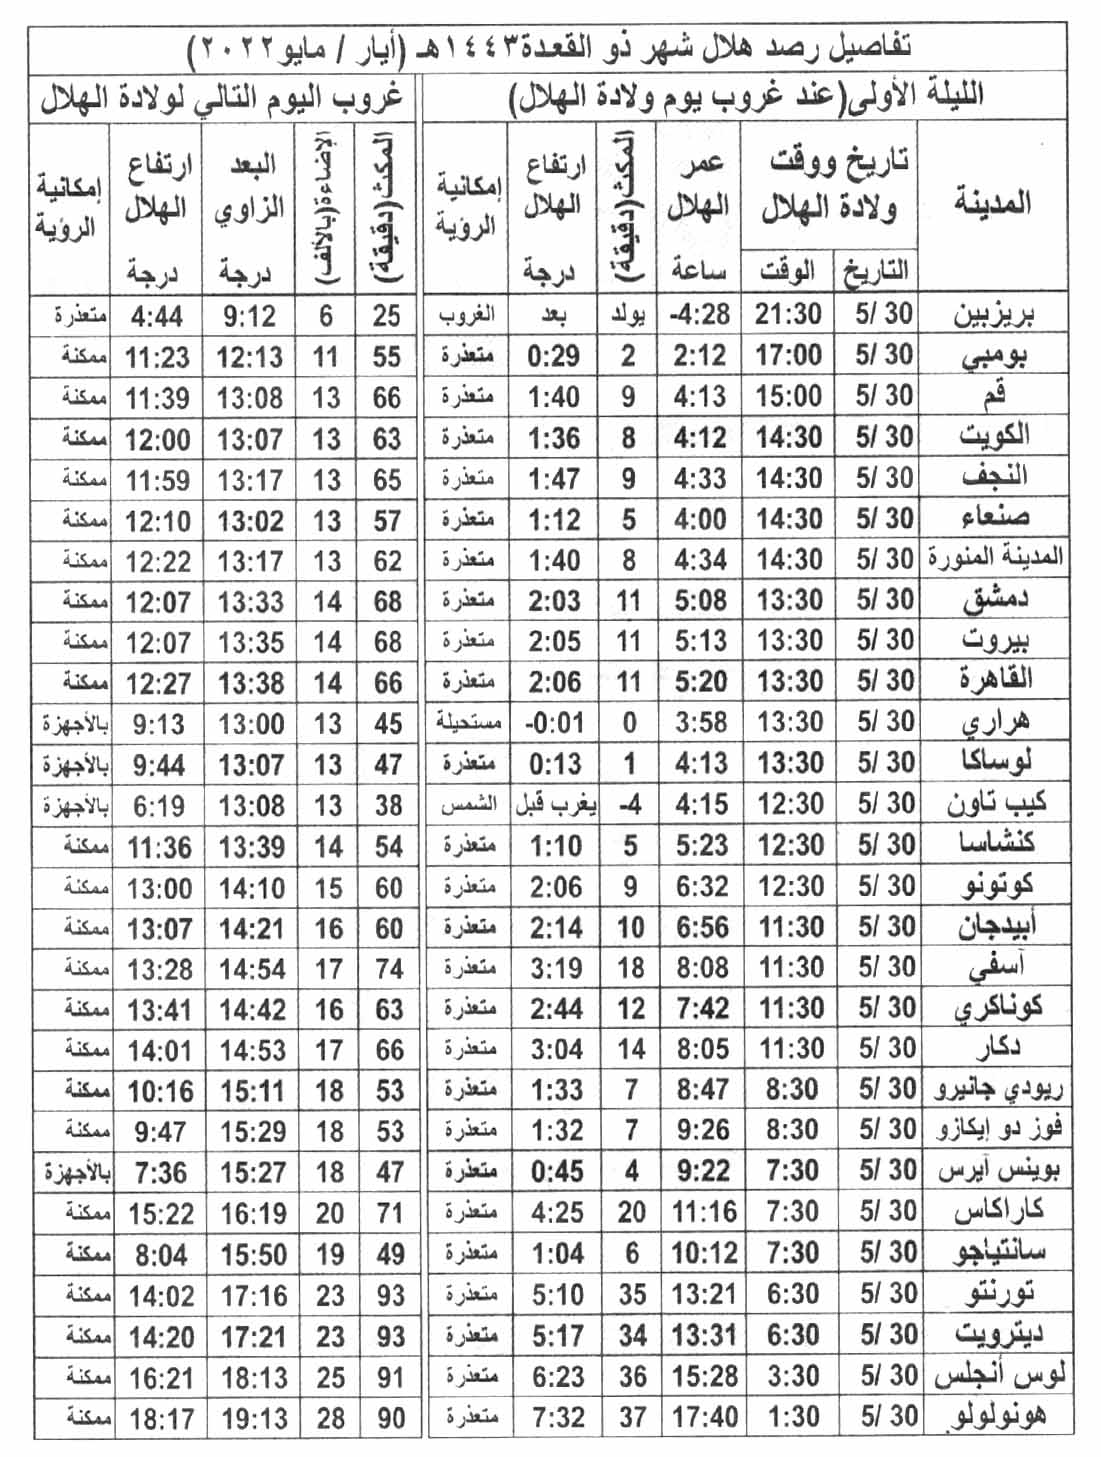 تفاصيل رصد هلال شهر ذو القعدة ١٤٤٣هـ (أيار / مايو ٢٠٢٢)
الليلة الأولى(عند غروب يوم ولادة الهلال) غروب اليوم التالي لولادة الهلال
المدينة تاريخ ووقت ولادة الهلال عمر الهلال المكث(دقيقة) ارتفاع الهلال إمكانية الرؤية المكث(دقيقة) الإضاءة(بالألف) البعد الزاوي ارتفاع الهلال إمكانية الرؤية
التاريخ الوقت ساعة درجة درجة درجة
بريزبين 30 /5 21:30 -4:28 يولد بعد الغروب 25 6 9:12 4:44 متعذرة
بومبي 30 /5 17:00 2:12 2 0:29 متعذرة 55 11 12:13 11:23 ممكنة
قم 30 /5 15:00 4:13 9 1:40 متعذرة 66 13 13:08 11:39 ممكنة
الكويت 30 /5 14:30 4:12 8 1:36 متعذرة 63 13 13:07 12:00 ممكنة
النجف 30 /5 14:30 4:33 9 1:47 متعذرة 65 13 13:17 11:59 ممكنة
صنعاء 30 /5 14:30 4:00 5 1:12 متعذرة 57 13 13:02 12:10 ممكنة
المدينة المنورة 30 /5 14:30 4:34 8 1:40 متعذرة 62 13 13:17 12:22 ممكنة
دمشق 30 /5 13:30 5:08 11 2:03 متعذرة 68 14 13:33 12:07 ممكنة
بيروت 30 /5 13:30 5:13 11 2:05 متعذرة 68 14 13:35 12:07 ممكنة
القاهرة 30 /5 13:30 5:20 11 2:06 متعذرة 66 14 13:38 12:27 ممكنة
هراري 30 /5 13:30 3:58 0 -0:01 مستحيلة 45 13 13:00 9:13 بالأجهزة
لوساكا 30 /5 13:30 4:13 1 0:13 متعذرة 47 13 13:07 9:44 بالأجهزة
كيب تاون 30 /5 12:30 4:15 -4 يغرب قبل الشمس 38 13 13:08 6:19 بالأجهزة
كنشاسا 30 /5 12:30 5:23 5 1:10 متعذرة 54 14 13:39 11:36 ممكنة
كوتونو 30 /5 12:30 6:32 9 2:06 متعذرة 60 15 14:10 13:00 ممكنة
أبيدجان 30 /5 11:30 6:56 10 2:14 متعذرة 60 16 14:21 13:07 ممكنة
آسفي 30 /5 11:30 8:08 18 3:19 متعذرة 74 17 14:54 13:28 ممكنة
كوناكري 30 /5 11:30 7:42 12 2:44 متعذرة 63 16 14:42 13:41 ممكنة
دكار 30 /5 11:30 8:05 14 3:04 متعذرة 66 17 14:53 14:01 ممكنة
ريودي جانيرو 30 /5 8:30 8:47 7 1:33 متعذرة 53 18 15:11 10:16 ممكنة
فوز دو إيكازو 30 /5 8:30 9:26 7 1:32 متعذرة 53 18 15:29 9:47 ممكنة
بوينس آيرس 30 /5 7:30 9:22 4 0:45 متعذرة 47 18 15:27 7:36 بالأجهزة
كاراكاس 30 /5 7:30 11:16 20 4:25 متعذرة 71 20 16:19 15:22 ممكنة
سانتياجو 30 /5 7:30 10:12 6 1:04 متعذرة 49 19 15:50 8:04 ممكنة
تورنتو 30 /5 6:30 13:21 35 5:10 متعذرة 93 23 17:16 14:02 ممكنة
ديترويت 30 /5 6:30 13:31 34 5:17 متعذرة 93 23 17:21 14:20 ممكنة
لوس أنجلس 30 /5 3:30 15:28 36 6:23 متعذرة 91 25 18:13 16:21 ممكنة
هونولولو 30 /5 1:30 17:40 37 7:32 متعذرة 90 28 19:13 18:17 ممكنة